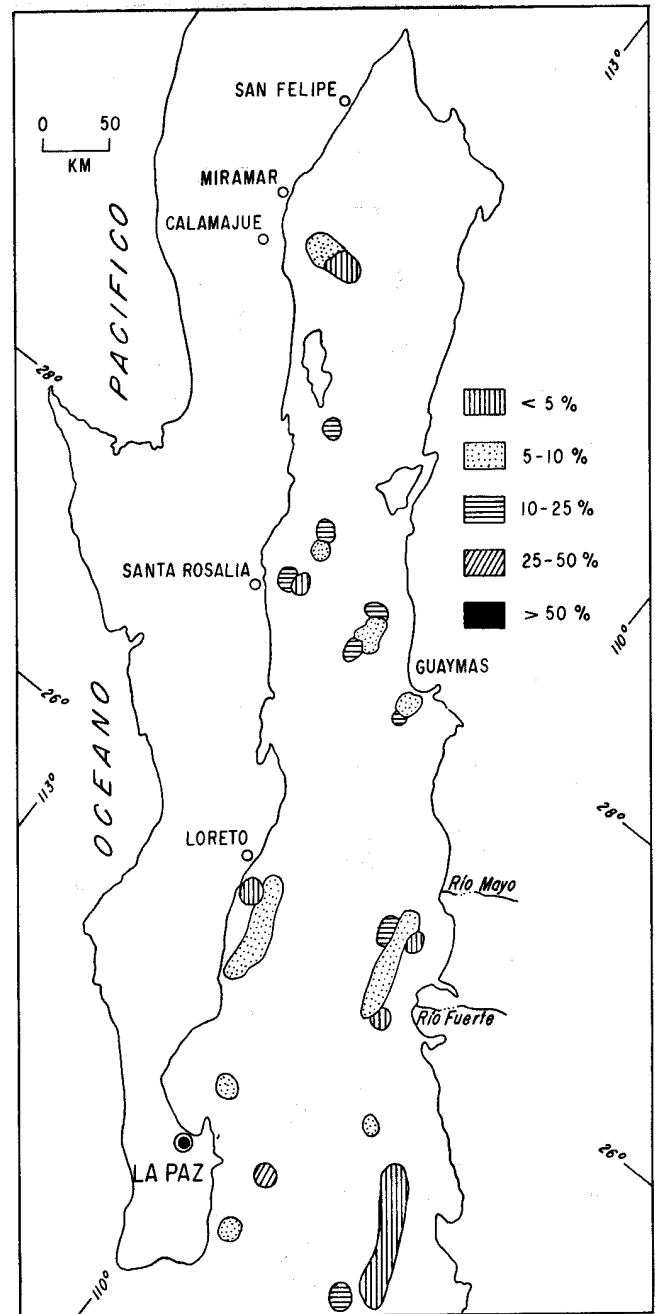 113°
SAN FELIPE
0 50
KM
MIRAMAR
CALAMAJUE
PACIFICO
28°
< 5 %
5-10 %
10-25 %
SANTA ROSALIA
25-50 %
> 50 %
110°
GUAYMAS
26°
OCEANO
113°
28°
LORETO
Río Mayo
Río Fuerte
LA PAZ
26°
110°